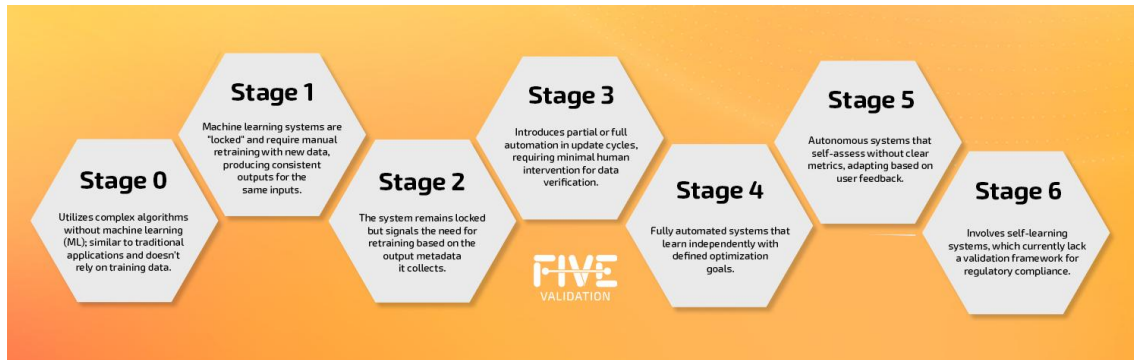 Stage 0
Utilizes complex algorithms
without machine learning
(ML); similar to traditional
applications and doesn't
rely on training data.
Stage 1
Machine learning systems are
"locked" and require manual
retraining with new data,
producing consistent
outputs for the
same inputs.
Stage 2
The system remains locked
but signals the need for
retraining based on the
output metadata
it collects.
Stage 3
Introduces partial or full
automation in update cycles,
requiring minimal human
intervention for data
verification.
Stage 4
Fully automated systems that
learn independently with
defined optimization
goals.
Stage 5
Autonomous systems that
self-assess without clear
metrics, adapting based on
user feedback.
Stage 6
Involves self-learning
systems, which currently lack
a validation framework for
regulatory compliance.
FIVE
VALIDATION